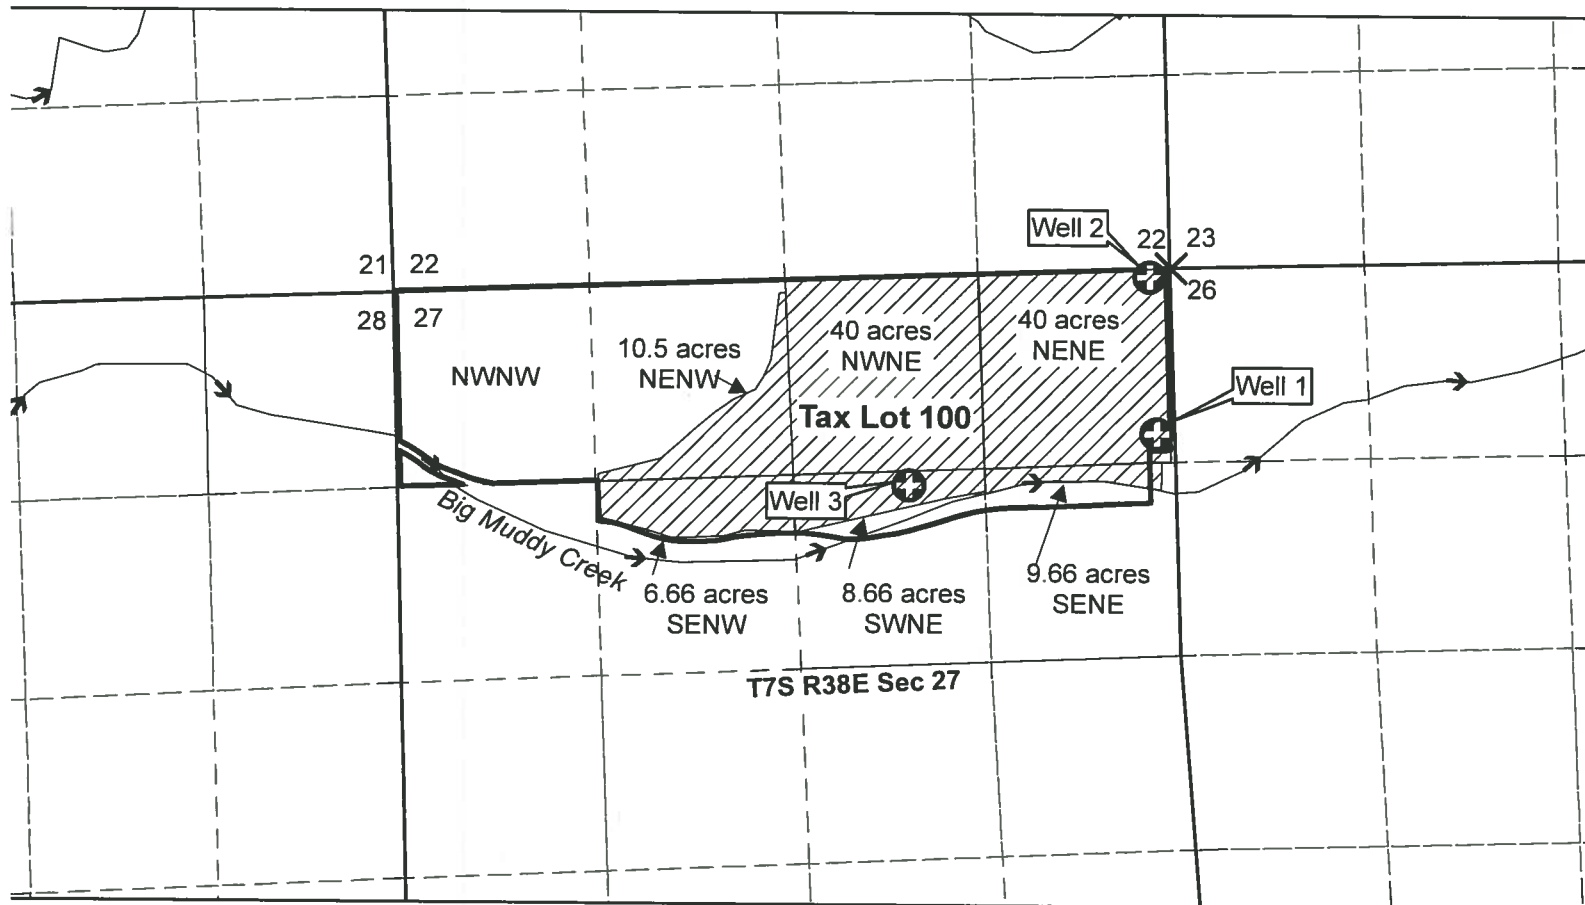 Well 2
22 23
21 22
26
28 27
40 acres
NENE
40 acres
NWNE
10.5 acres
NENW
NWNW
Well 1
Tax Lot 100
Well 3
Big Muddy Creek
9.66 acres
SENE
6.66 acres
SENW
8.66 acres
SWNE
T7S R38E Sec 27